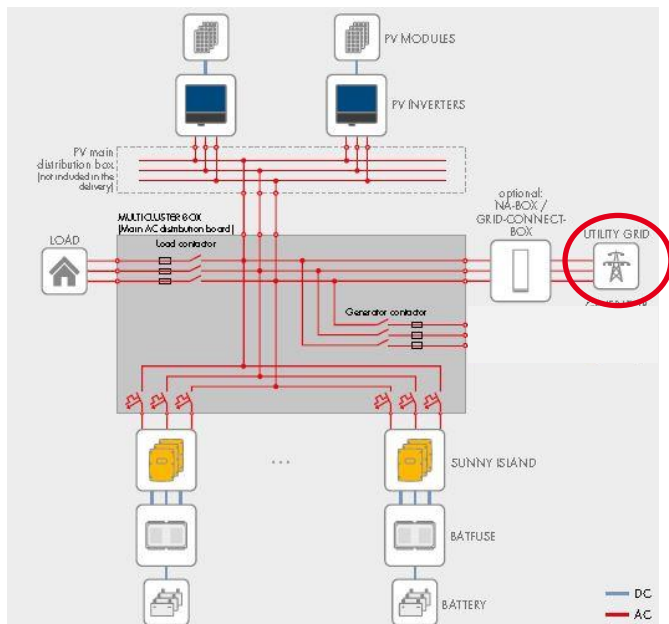 PV MODULES
PV INVERTERS
PV main
distribution box
(not included in the
delivery)
optional:
NA-BOX /
GRID-CONNECT-
BOX
MULTICLUSTER BOX
(Main AC distribution board)
LOAD
Load contactor
UTILITY GRID
Generator contactor
...
SUNNY ISLAND
BATFUSE
BATTERY
DC
AC